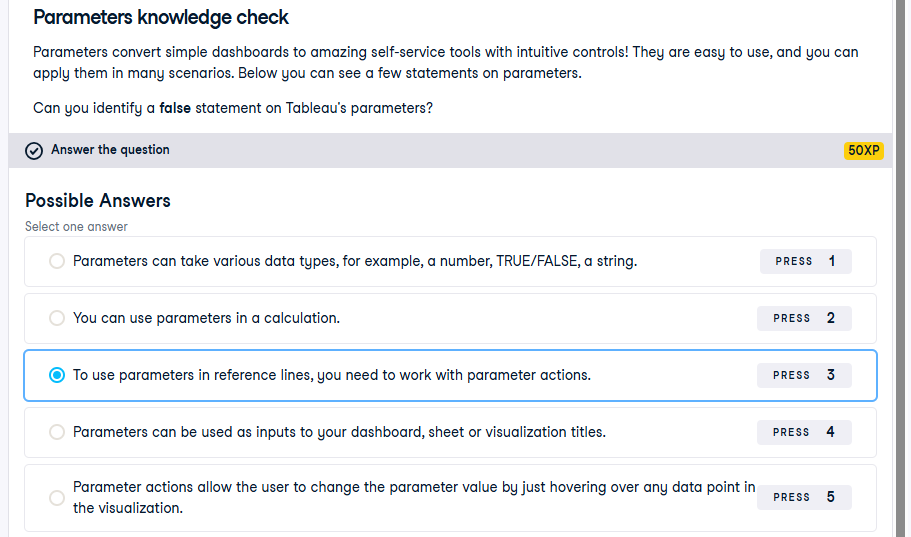 Parameters knowledge check
Parameters convert simple dashboards to amazing self-service tools with intuitive controls! They are easy to use, and you can
apply them in many scenarios. Below you can see a few statements on parameters.
Can you identify a false statement on Tableau's parameters?
Answer the question 50XP
Possible Answers
Select one answer
Parameters can take various data types, for example, a number, TRUE/FALSE, a string. PRESS 1
You can use parameters in a calculation. PRESS 2
To use parameters in reference lines, you need to work with parameter actions. PRESS 3
Parameters can be used as inputs to your dashboard, sheet or visualization titles. PRESS 4
Parameter actions allow the user to change the parameter value by just hovering over any data point in
the visualization. PRESS 5